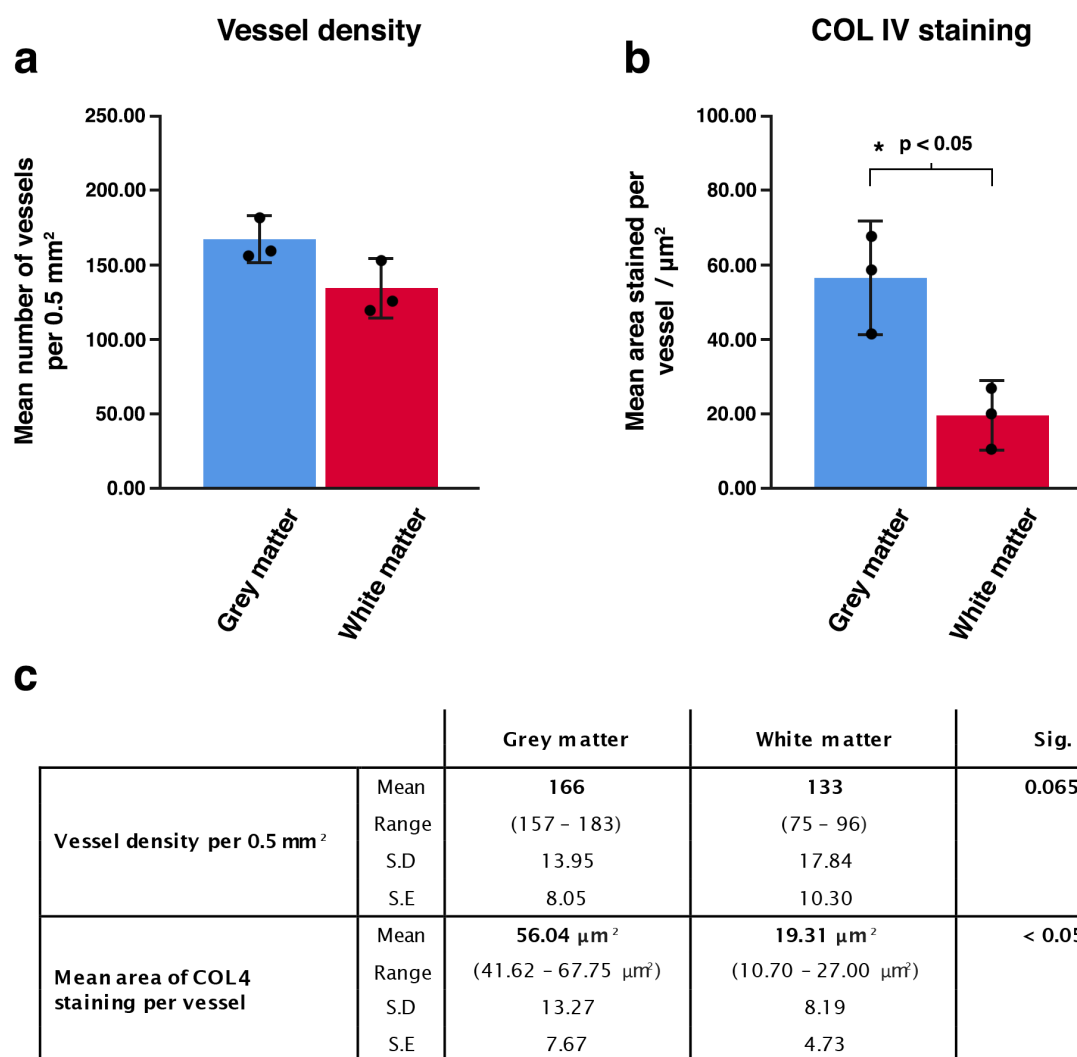 Vessel density
COL IV staining
a
b
250.00
200.00
150.00
100.00
50.00
0.00
Mean number of vessels
per 0.5 mm²
Grey matter
White matter
100.00
80.00
60.00
40.00
20.00
0.00
Mean area stained per
vessel / µm²
* p < 0.05
Grey matter
White matter
c
Grey matter White matter Sig.
Vessel density per 0.5 mm²
Mean 166 133 0.065
Range (157 – 183) (75 – 96)
S.D 13.95 17.84
S.E 8.05 10.30
Mean area of COL4
staining per vessel
Mean 56.04 µm² 19.31 µm² < 0.05
Range (41.62 – 67.75 µm²) (10.70 – 27.00 µm²)
S.D 13.27 8.19
S.E 7.67 4.73